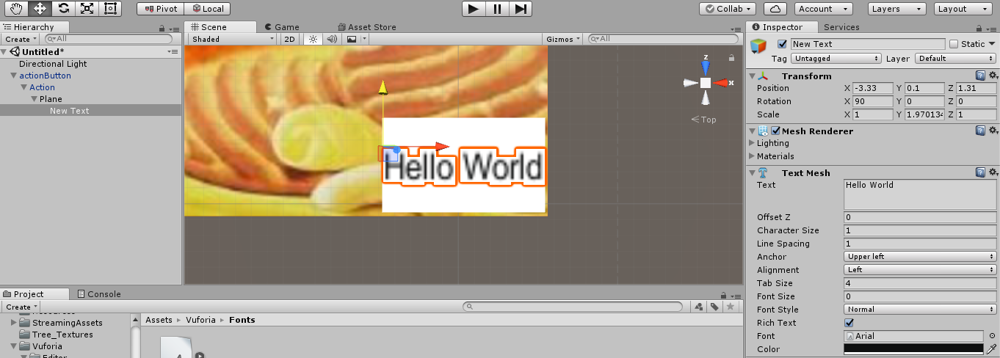 Pivot Local Collab Account Layers Layout
Hierarchy Scene Game Asset Store Inspector Services
Create All Shaded 2D Gizmos All
Untitled*
Directional Light
actionButton
Action
Plane
New Text
z
x
Top
Hello World
New Text Static
Tag Untagged Layer Default
Transform
Position X -3.33 Y 0.1 Z 1.31
Rotation X 90 Y 0 Z 0
Scale X 1 Y 1.970134 Z 1
Mesh Renderer
Lighting
Materials
Text Mesh
Text Hello World
Offset Z 0
Character Size 1
Line Spacing 1
Anchor Upper left
Alignment Left
Tab Size 4
Font Size 0
Font Style Normal
Rich Text
Font Arial
Color
Project Console
Create
Resources
StreamingAssets
Tree_Textures
Vuforia
Editor
Assets Vuforia Fonts